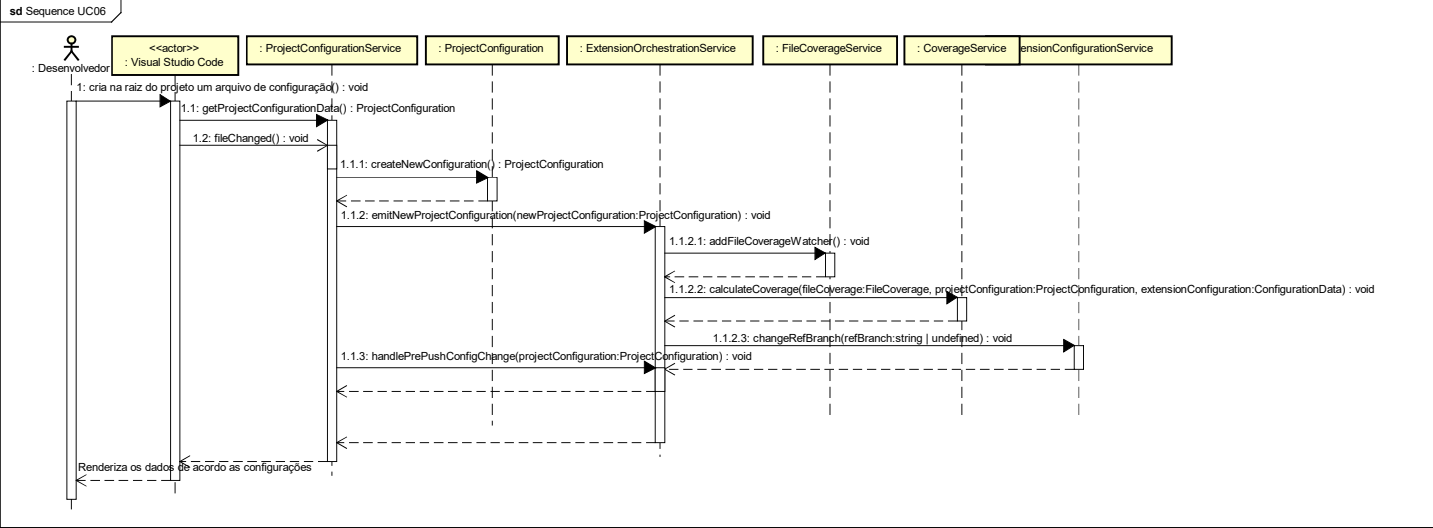 sd Sequence UC06
: Desenvolvedor
<<actor>>
: Visual Studio Code
: ProjectConfigurationService
: ProjectConfiguration
: ExtensionOrchestrationService
: FileCoverageService
: CoverageService
ensionConfigurationService
1: cria na raiz do projeto um arquivo de configuração() : void
1.1: getProjectConfigurationData() : ProjectConfiguration
1.2: fileChanged() : void
1.1.1: createNewConfiguration() : ProjectConfiguration
1.1.2: emitNewProjectConfiguration(newProjectConfiguration:ProjectConfiguration) : void
1.1.2.1: addFileCoverageWatcher() : void
1.1.2.2: calculateCoverage(fileCoverage:FileCoverage, projectConfiguration:ProjectConfiguration, extensionConfiguration:ConfigurationData) : void
1.1.2.3: changeRefBranch(refBranch:string | undefined) : void
1.1.3: handlePrePushConfigChange(projectConfiguration:ProjectConfiguration) : void
Renderiza os dados de acordo as configurações